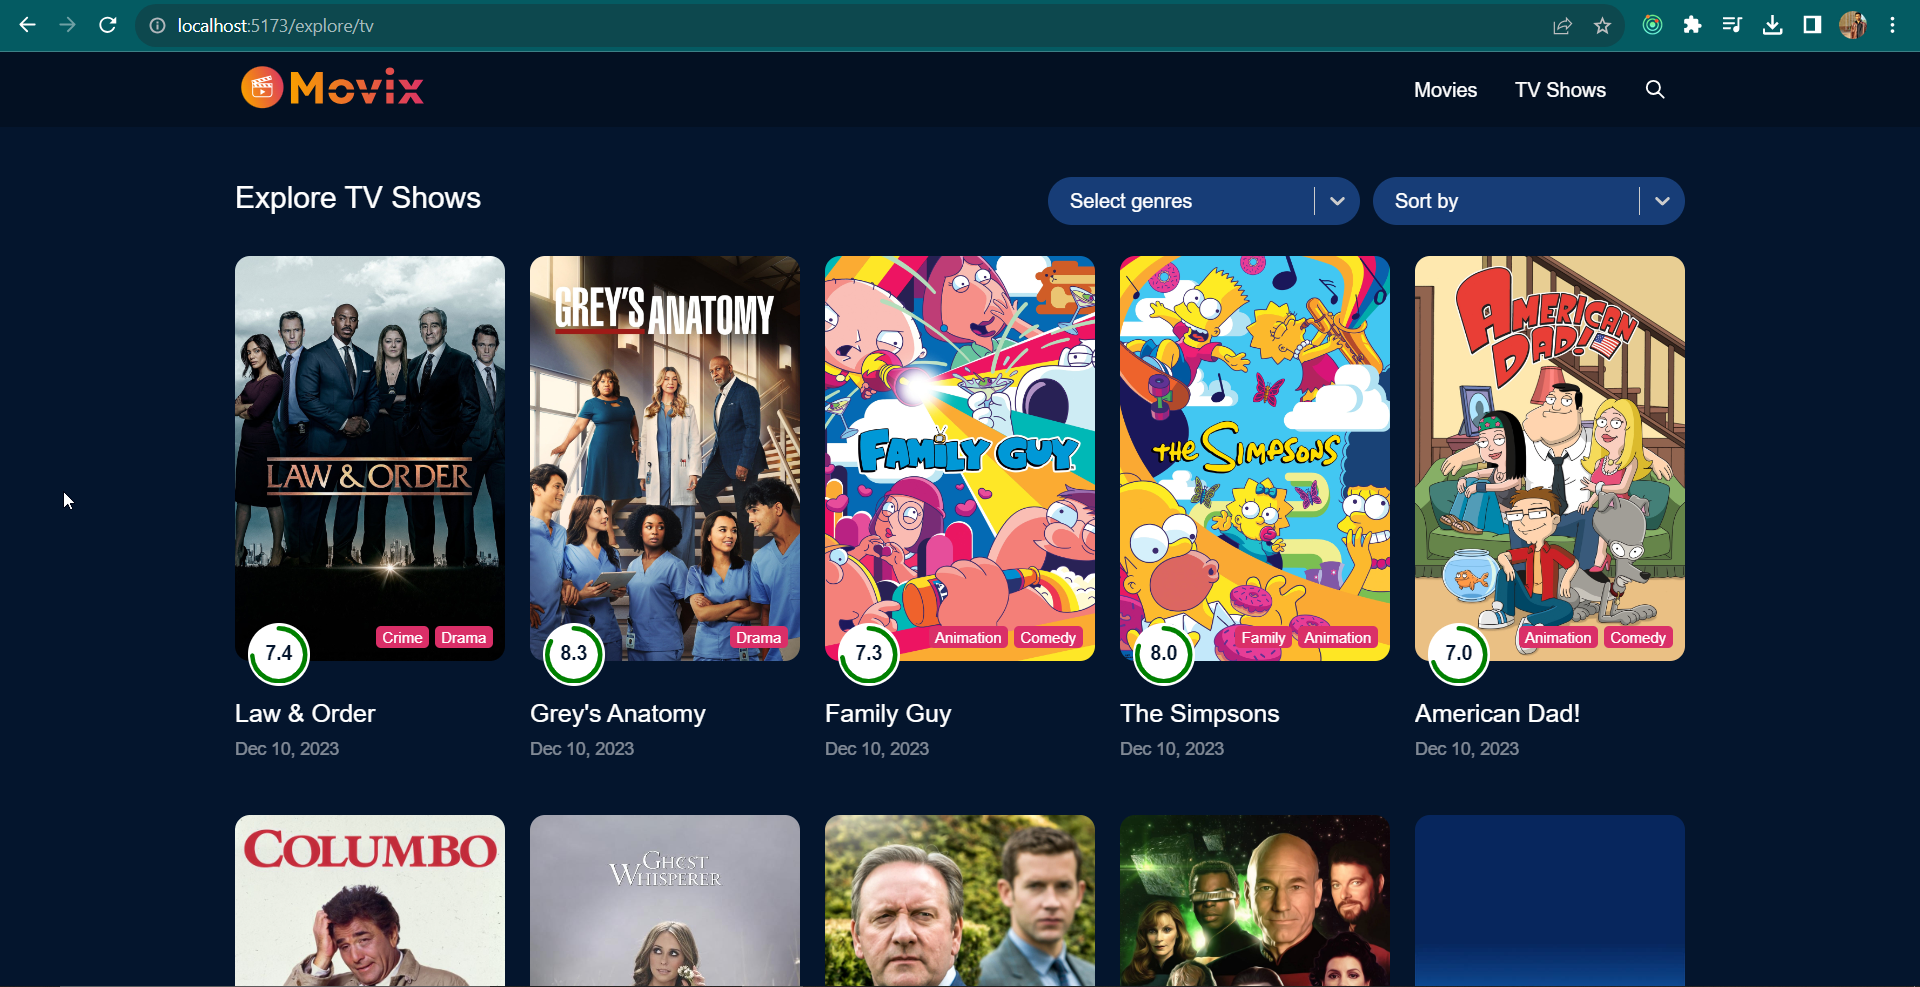 localhost:5173/explore/tv
Movix
Movies
TV Shows
Explore TV Shows
Select genres
Sort by
LAW & ORDER
GREY'S ANATOMY
FAMILY GUY
THE SIMPSONS
AMERICAN DAD!
7.4
Crime
Drama
8.3
Drama
7.3
Animation
Comedy
8.0
Family
Animation
7.0
Animation
Comedy
Law & Order
Grey's Anatomy
Family Guy
The Simpsons
American Dad!
Dec 10, 2023
Dec 10, 2023
Dec 10, 2023
Dec 10, 2023
Dec 10, 2023
COLUMBO
GHOST
WHISPERER